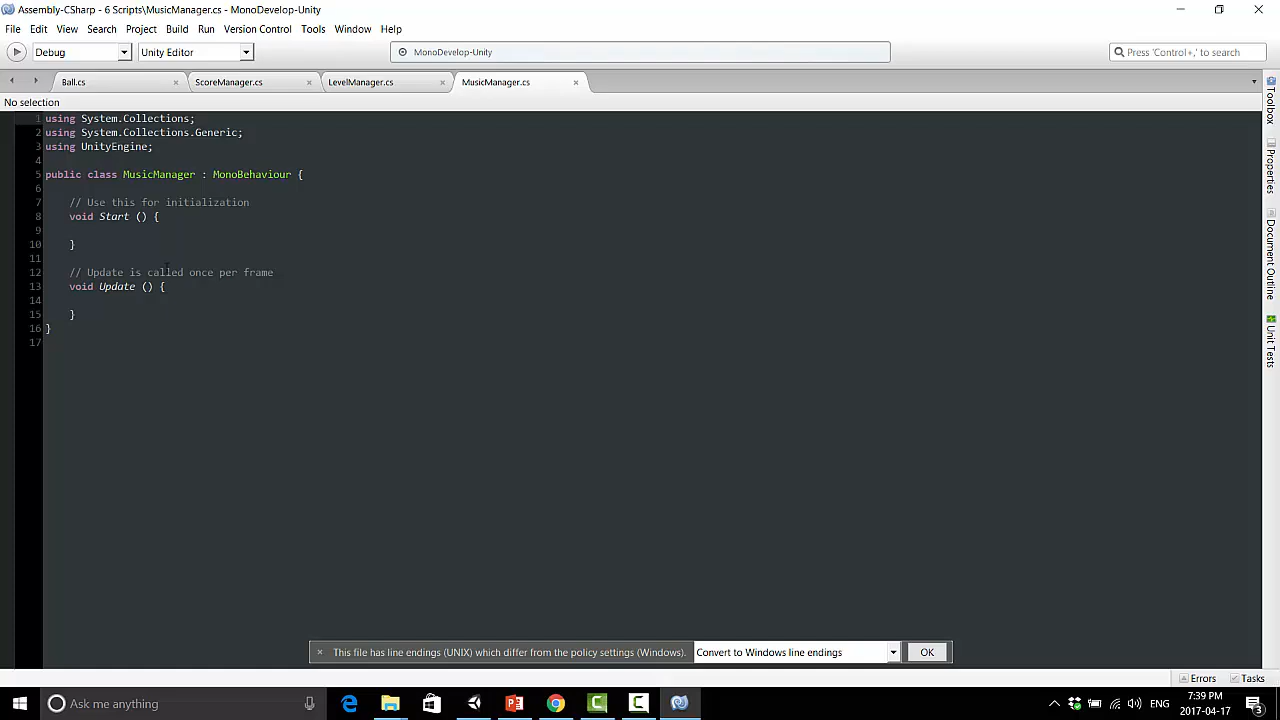 Assembly-CSharp - 6 Scripts\MusicManager.cs - MonoDevelop-Unity
File Edit View Search Project Build Run Version Control Tools Window Help
Debug Unity Editor MonoDevelop-Unity Press 'Control+,' to search
Ball.cs ScoreManager.cs LevelManager.cs MusicManager.cs
No selection
1 using System.Collections;
2 using System.Collections.Generic;
3 using UnityEngine;
4
5 public class MusicManager : MonoBehaviour {
6
7 // Use this for initialization
8 void Start () {
9
10 }
11
12 // Update is called once per frame
13 void Update () {
14
15 }
16 }
17
Toolbox
Properties
Document Outline
Unit Tests
This file has line endings (UNIX) which differ from the policy settings (Windows). Convert to Windows line endings OK
Errors Tasks
Ask me anything
ENG
7:39 PM
2017-04-17
3